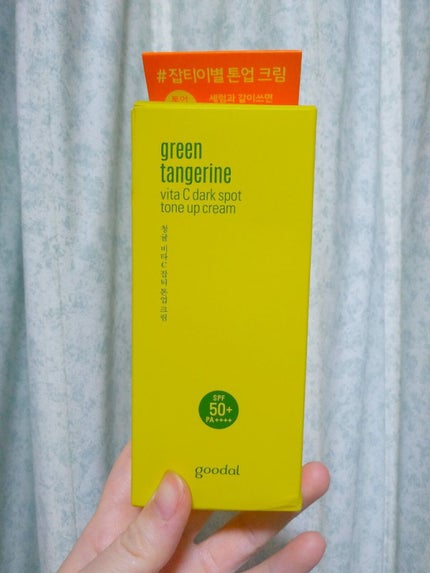 #잡티이별 톤업 크림
톤업
세럼과 같이쓰면
green
tangerine
vita C dark spot
tone up cream
청귤 비타C 잡티 톤업 크림
SPF
50+
PA++++
goodal